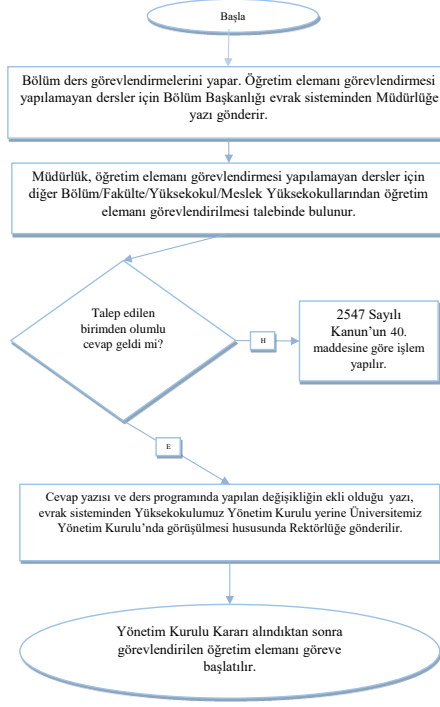 Başla
Bölüm ders görevlendirmelerini yapar. Öğretim elemanı görevlendirmesi
yapılamayan dersler için Bölüm Başkanlığı evrak sisteminden Müdürlüğe
yazı gönderir.
Müdürlük, öğretim elemanı görevlendirmesi yapılamayan dersler için
diğer Bölüm/Fakülte/Yüksekokul/Meslek Yüksekokullarından öğretim
elemanı görevlendirilmesi talebinde bulunur.
Talep edilen
birimden olumlu
cevap geldi mi?
H
2547 Sayılı
Kanun'un 40.
maddesine göre işlem
yapılır.
E
Cevap yazısı ve ders programında yapılan değişikliğin ekli olduğu yazı,
evrak sisteminden Yüksekokulumuz Yönetim Kurulu yerine Üniversitemiz
Yönetim Kurulu'nda görüşülmesi hususunda Rektörlüğe gönderilir.
Yönetim Kurulu Kararı alındıktan sonra
görevlendirilen öğretim elemanı göreve
başlatılır.